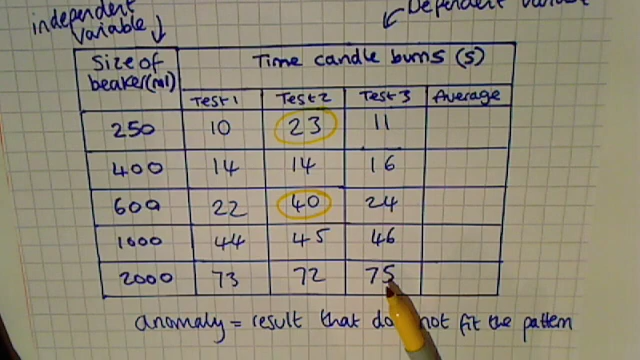 independent variable
Dependent
Size of beaker(ml) Time candle burns (s)
Test 1 Test 2 Test 3 Average
250 10 23 11
400 14 14 16
600 22 40 24
1000 44 45 46
2000 73 72 75
anomaly = result that do not fit the pattern